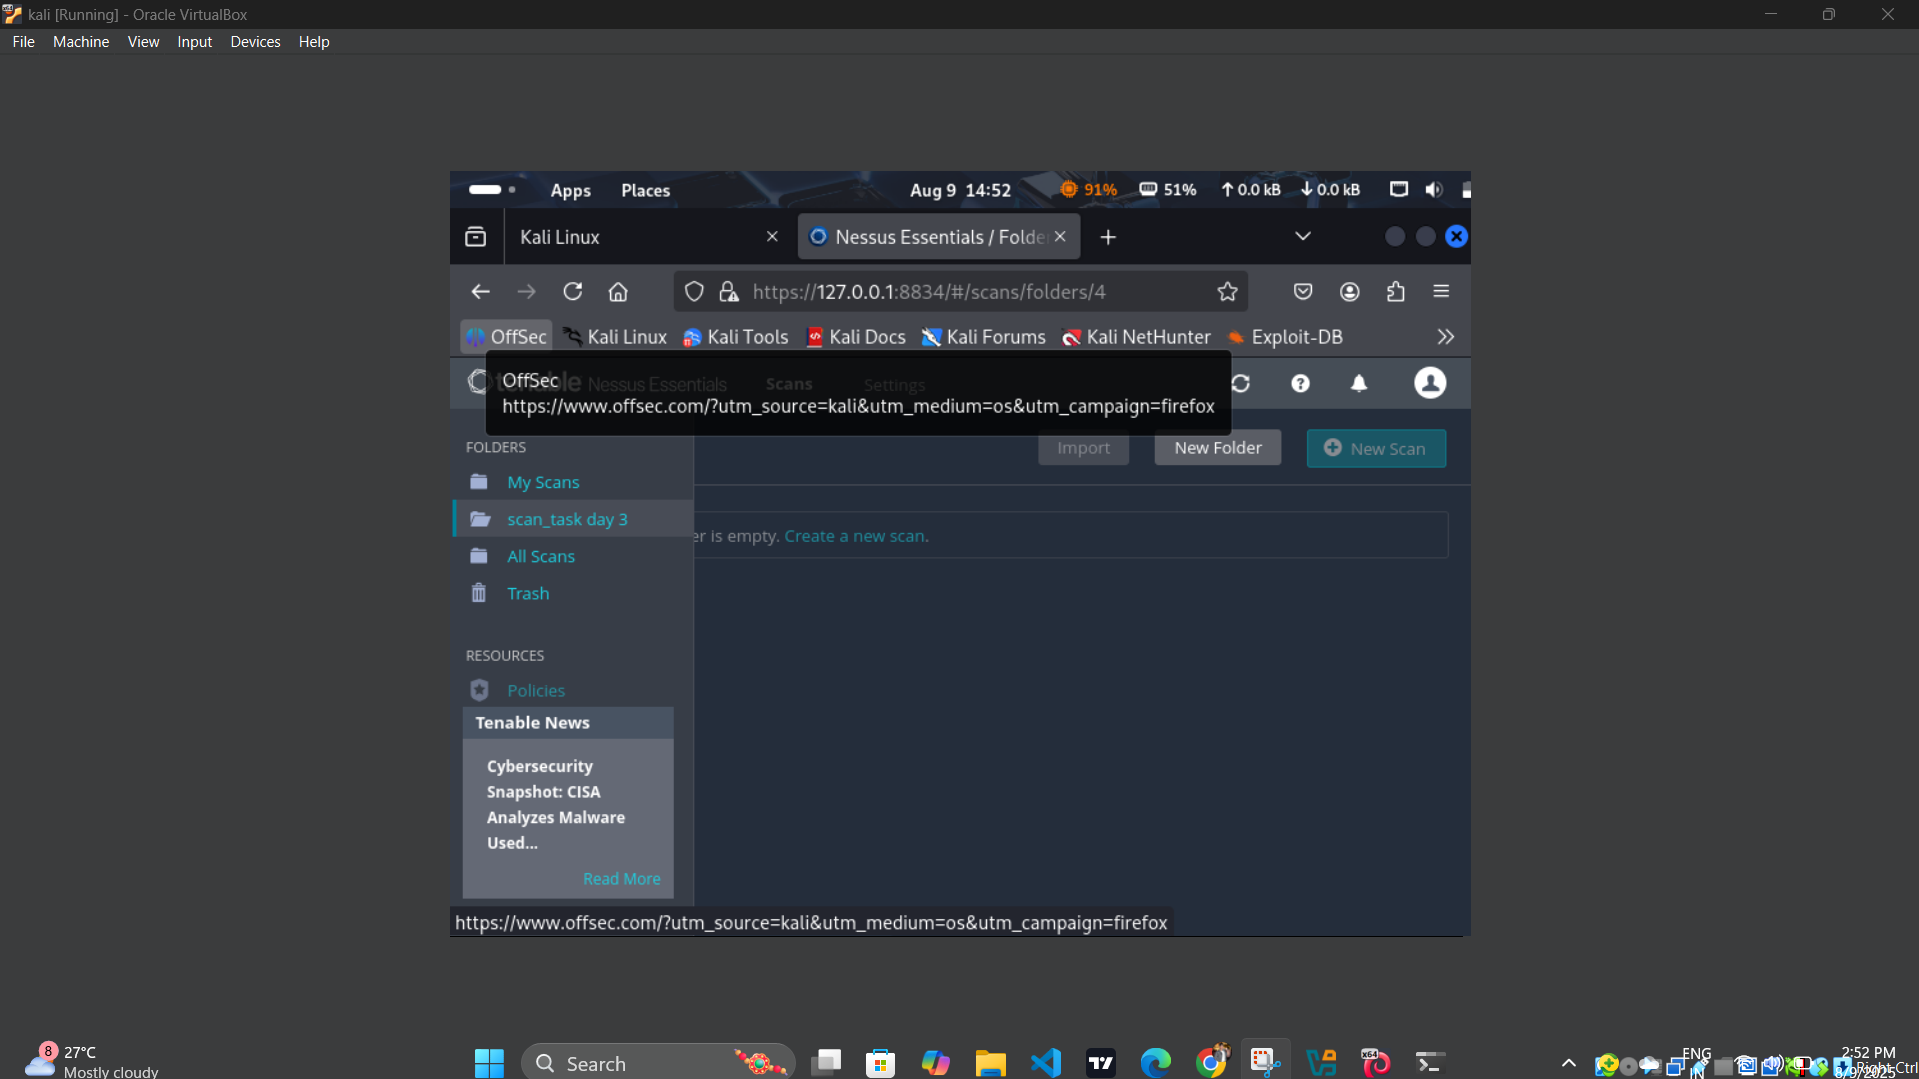 kali [Running] - Oracle VirtualBox
File Machine View Input Devices Help
Apps Places Aug 9 14:52 91% 51% ↑0.0 kB ↓0.0 kB
Kali Linux Nessus Essentials / Folde
https://127.0.0.1:8834/#/scans/folders/4
OffSec Kali Linux Kali Tools Kali Docs Kali Forums Kali NetHunter Exploit-DB
tenable Nessus Essentials Scans Settings
OffSec
https://www.offsec.com/?utm_source=kali&utm_medium=os&utm_campaign=firefox
FOLDERS
Import New Folder New Scan
My Scans
scan_task day 3
er is empty. Create a new scan.
All Scans
Trash
RESOURCES
Policies
Tenable News
Cybersecurity
Snapshot: CISA
Analyzes Malware
Used...
Read More
https://www.offsec.com/?utm_source=kali&utm_medium=os&utm_campaign=firefox
8 27°C
Mostly cloudy
Search
x64
ENG
IN
2:52 PM
8/9/2025
Right Ctrl